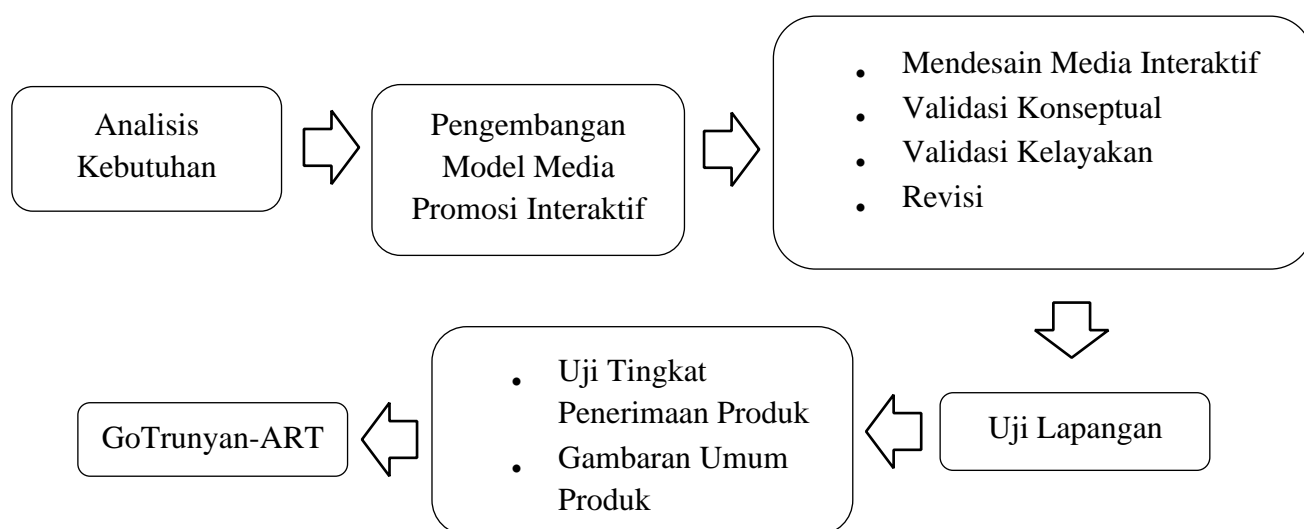 Analisis
Kebutuhan
Pengembangan
Model Media
Promosi Interaktif
• Mendesain Media Interaktif
• Validasi Konseptual
• Validasi Kelayakan
• Revisi
Uji Lapangan
• Uji Tingkat
Penerimaan Produk
• Gambaran Umum
Produk
GoTrunyan-ART